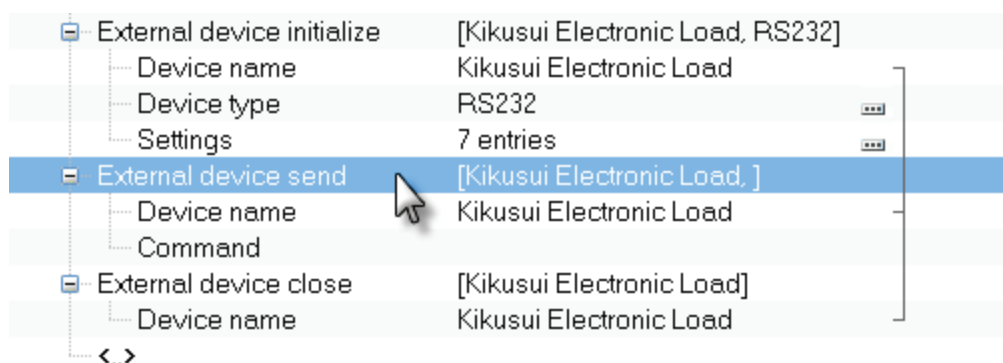 External device initialize [Kikusui Electronic Load, RS232]
Device name Kikusui Electronic Load
Device type RS232
Settings 7 entries
External device send [Kikusui Electronic Load, ]
Device name Kikusui Electronic Load
Command
External device close [Kikusui Electronic Load]
Device name Kikusui Electronic Load
<..>